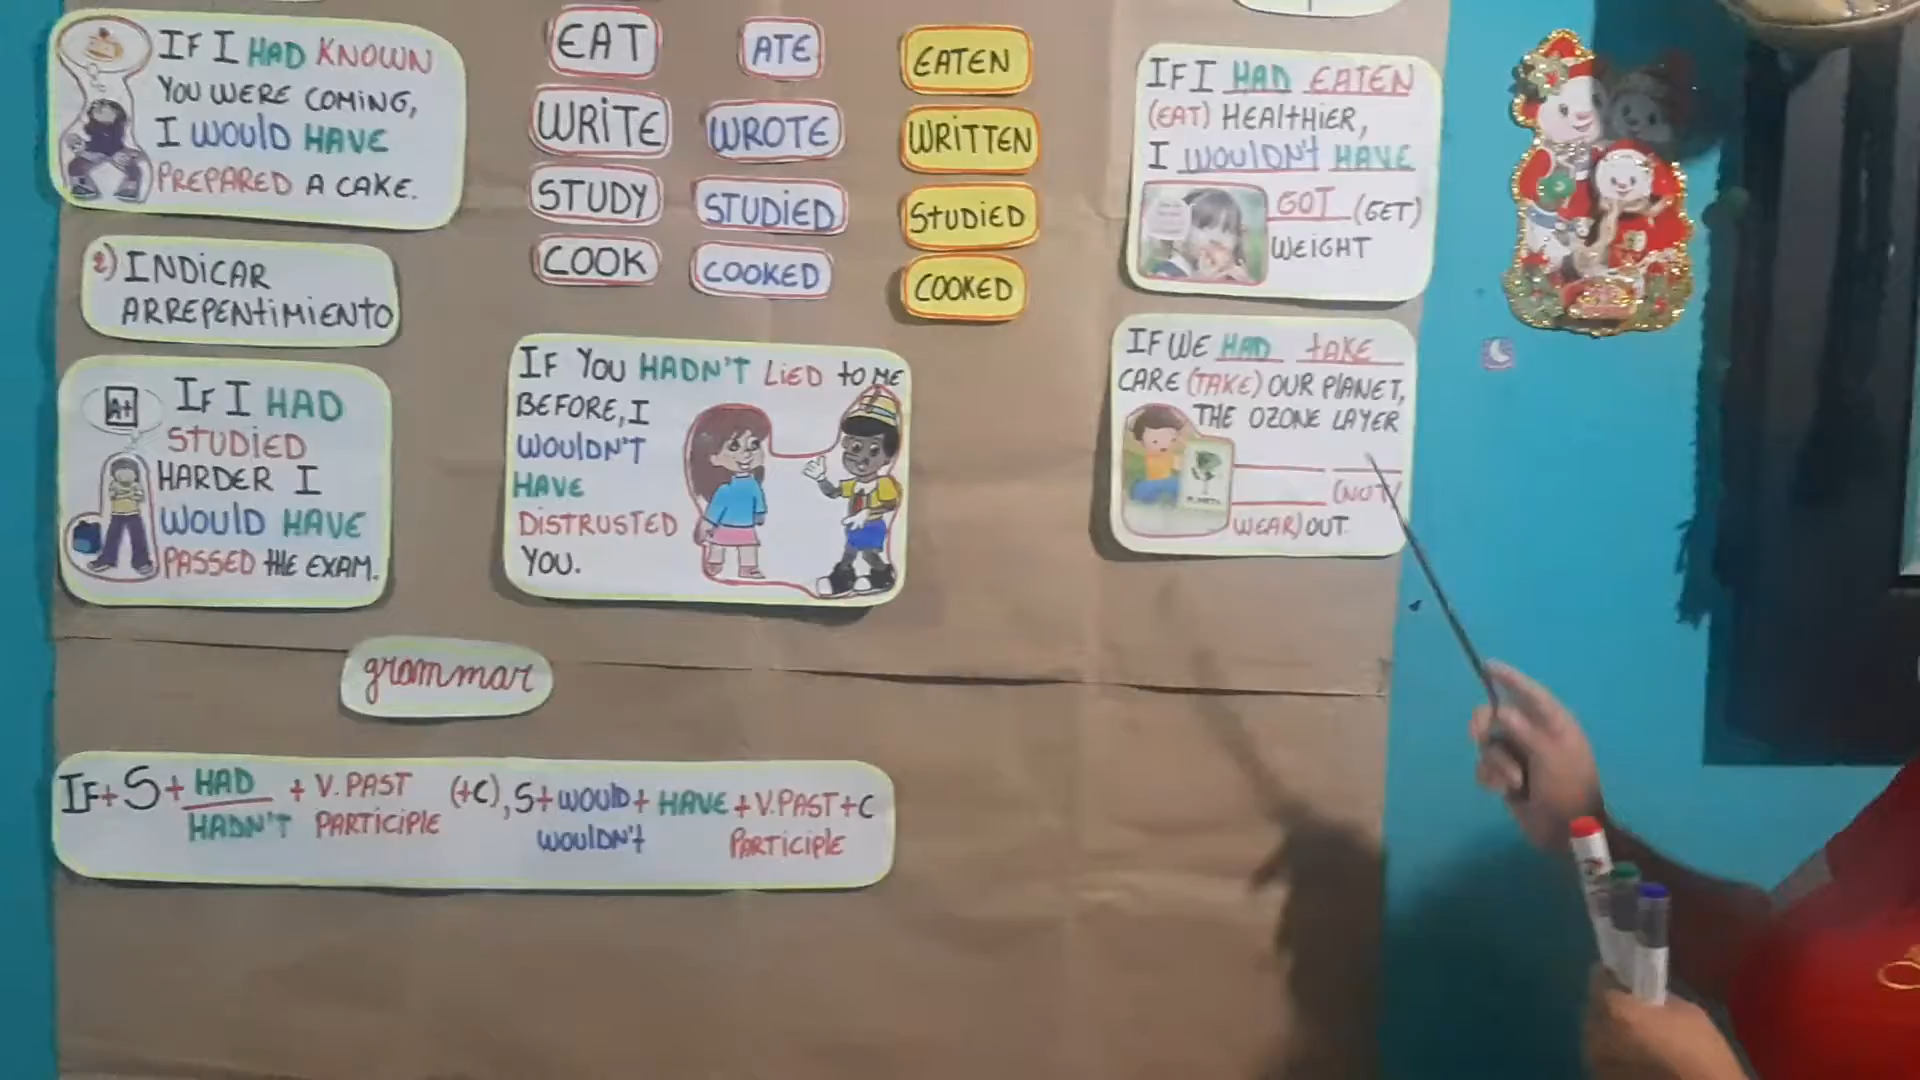 IF I HAD KNOWN
YOU WERE COMING,
I WOULD HAVE
PREPARED A CAKE.
2) INDICAR
ARREPENTIMIENTO
A+
IF I HAD
STUDIED
HARDER I
WOULD HAVE
PASSED THE EXAM.
EAT ATE EATEN
WRITE WROTE WRITTEN
STUDY STUDIED STUDIED
COOK COOKED COOKED
IF YOU HADN'T LIED TO ME
BEFORE, I
WOULDN'T
HAVE
DISTRUSTED
YOU.
IF I HAD EATEN
(EAT) HEALTHIER,
I WOULDN'T HAVE
GOT (GET)
WEIGHT
IF WE HAD TAKE
CARE (TAKE) OUR PLANET,
THE OZONE LAYER
(NOT/
WEAR) OUT.
grammar
IF + S + HAD + V. PAST (+C), S + WOULD + HAVE + V. PAST + C
HADN'T PARTICIPLE WOULDN'T PARTICIPLE